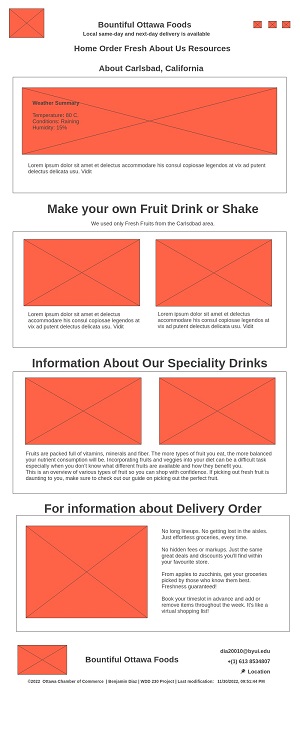 Bountiful Ottawa Foods
Local same-day and next-day delivery is available
Home Order Fresh About Us Resources
About Carlsbad, California
Weather Summary
Temperature: 60 C.
Conditions: Raining
Humidity: 15%
Lorem ipsum dolor sit amet et delectus accommodare his consul copiosae legendos at vix ad putent
delectus delicata usu. Vidit
Make your own Fruit Drink or Shake
We used only Fresh Fruits from the Carlsdbad area.
Lorem ipsum dolor sit amet et delectus
accommodare his consul copiosae legendos at
vix ad putent delectus delicata usu. Vidit
Lorem ipsum dolor sit amet et delectus
accommodare his consul copiosae legendos at
vix ad putent delectus delicata usu. Vidit
Information About Our Speciality Drinks
Fruits are packed full of vitamins, minerals and fiber. The more types of fruit you eat, the more balanced
your nutrient consumption will be. Incorporating fruits and veggies into your diet can be a difficult task
especially when you don't know what different fruits are available and how they benefit you.
This is an overview of various types of fruit so you can shop with confidence. If picking out fresh fruit is
daunting to you, make sure to check our our guide on picking out the perfect fruit.
For information about Delivery Order
No long lineups. No getting lost in the aisles.
Just effortless groceries, every time.
No hidden fees or markups. Just the same
great deals and discounts you'll find within
your favourite store.
From apples to zucchinis, get your groceries
picked by those who know them best.
Freshness guaranteed!
Book your timeslot in advance and add or
remove items throughout the week. It's like a
virtual shopping list!
Bountiful Ottawa Foods
dia20010@byui.edu
+(1) 613 8534807
Location
©2022 Ottawa Chamber of Commerce | Benjamin Diaz | WDD 230 Project | Last modification: 11/30/2022, 08:51:44 PM